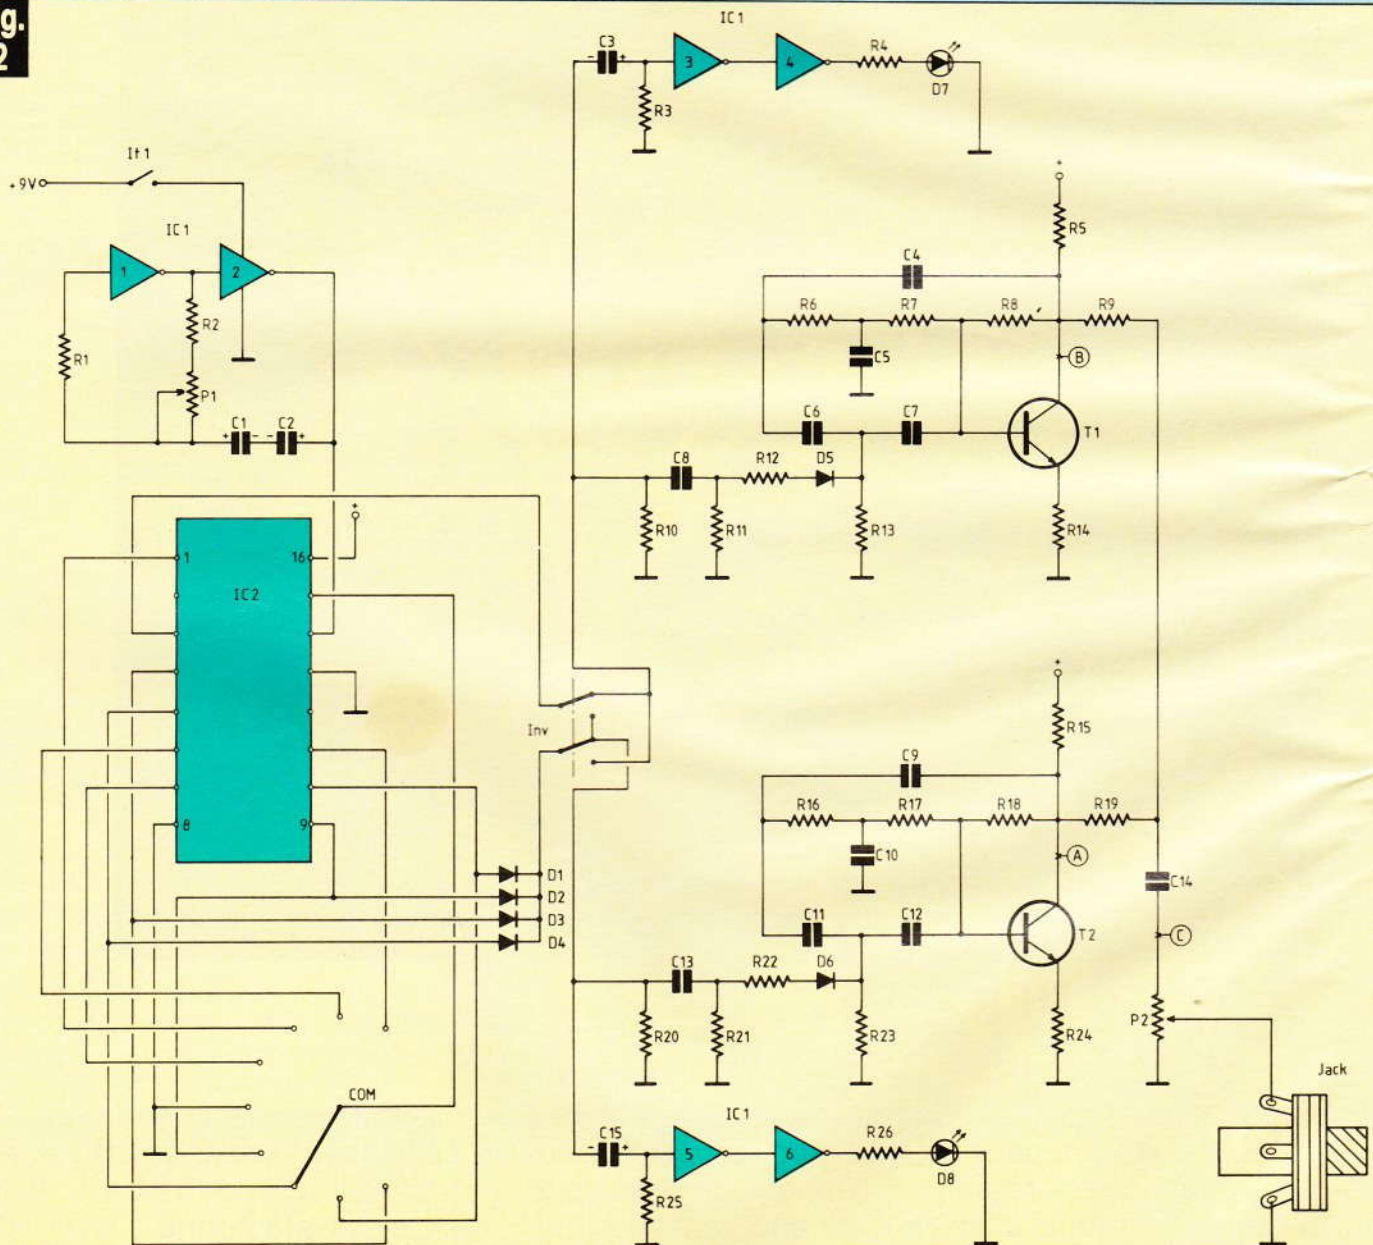 g.
2
IC1
C3
3
4
R4
D7
R3
It1
+9V
+
IC1
R5
1
2
C4
R2
R6
R7
R8
R9
R1
C5
B
P1
C1
C2
C6
C7
T1
C8
R12
D5
+
R10
R11
R13
R14
1
16
IC2
+
Inv
R15
C9
R16
R17
R18
R19
8
9
C10
A
D1
C14
D2
C11
C12
D3
T2
C
D4
C13
R22
D6
P2
R20
R21
R23
R24
Jack
COM
IC1
C15
5
6
R26
D8
R25